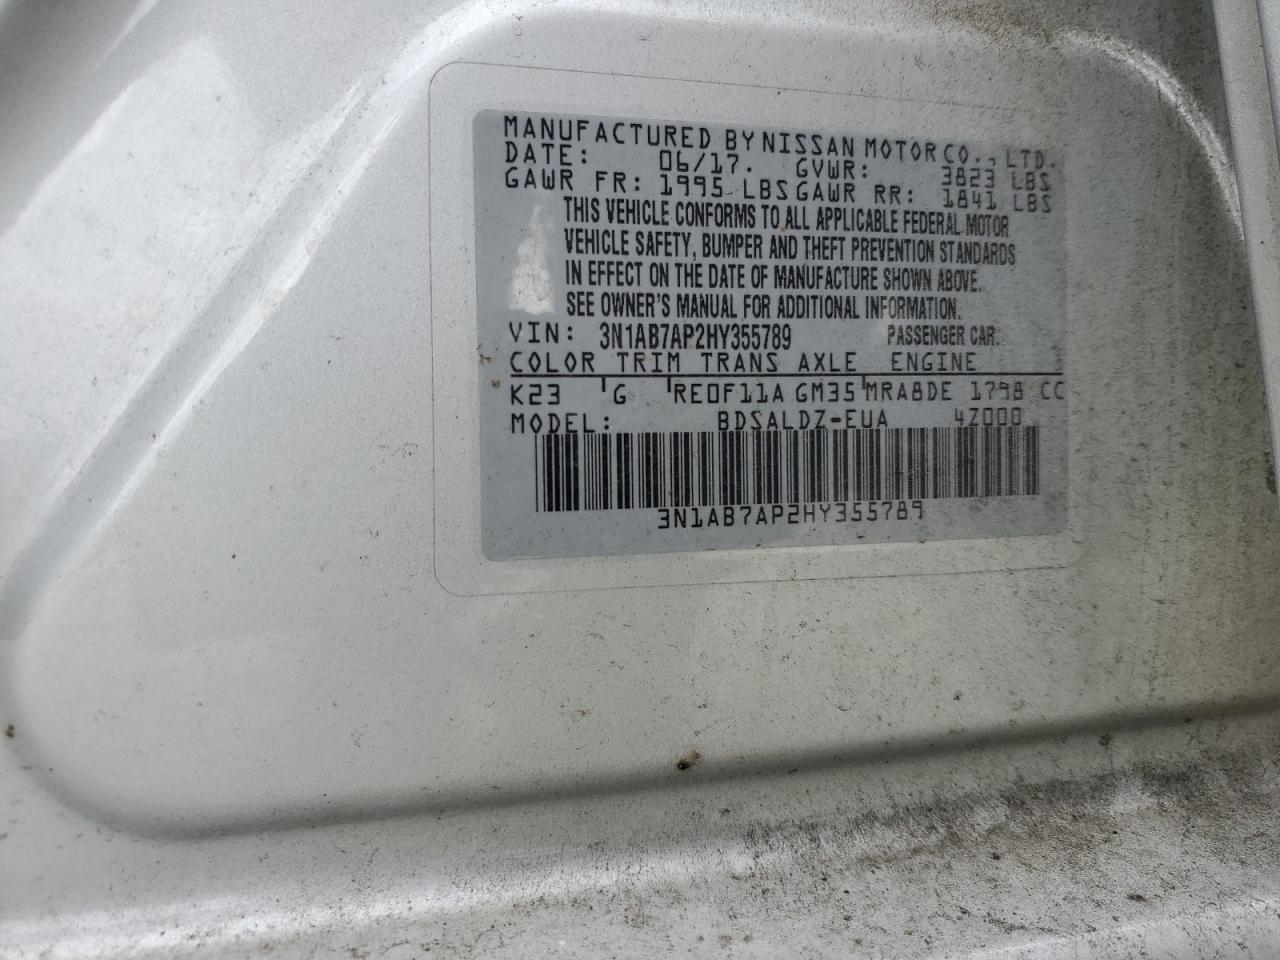 MANUFACTURED BY NISSAN MOTOR CO., LTD.
DATE: 06/17. GVWR: 3823 LBS
GAWR FR: 1995 LBS GAWR RR: 1841 LBS
THIS VEHICLE CONFORMS TO ALL APPLICABLE FEDERAL MOTOR
VEHICLE SAFETY, BUMPER AND THEFT PREVENTION STANDARDS
IN EFFECT ON THE DATE OF MANUFACTURE SHOWN ABOVE.
SEE OWNER'S MANUAL FOR ADDITIONAL INFORMATION.
VIN: 3N1AB7AP2HY355789 PASSENGER CAR.
COLOR TRIM TRANS AXLE ENGINE
K23 G RE0F11A GM35 MRA8DE 1798 CC
MODEL: BDSALDZ-EUA 4Z000
3N1AB7AP2HY355789